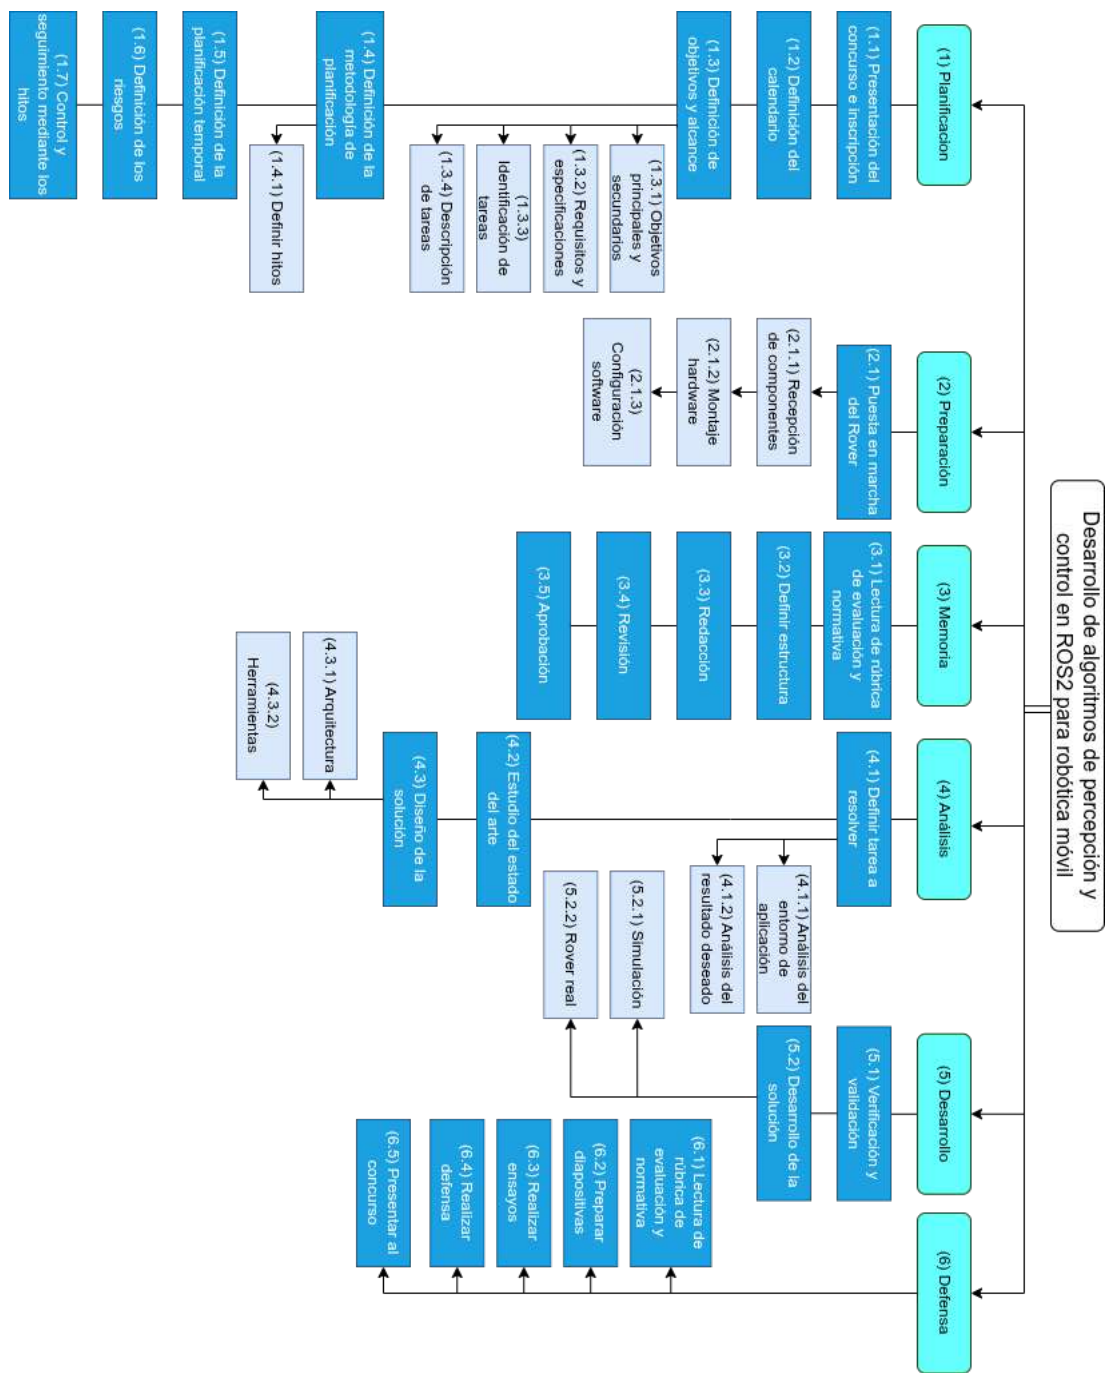 Desarrollo de algoritmos de percepción y
control en ROS2 para robótica móvil
(1) Planificacion
(1.1) Presentación del
concurso e inscripción
(1.2) Definición del
calendario
(1.3) Definición de
objetivos y alcance
(1.3.1) Objetivos
principales y
secundarios
(1.3.2) Requisitos y
especificaciones
(1.3.3)
Identificación de
tareas
(1.3.4) Descripción
de tareas
(1.4) Definición de la
metodología de
planificación
(1.4.1) Definir hitos
(1.5) Definición de la
planificación temporal
(1.6) Definición de los
riesgos
(1.7) Control y
seguimiento mediante los
hitos
(2) Preparación
(2.1) Puesta en marcha
del Rover
(2.1.1) Recepción
de componentes
(2.1.2) Montaje
hardware
(2.1.3)
Configuración
software
(3) Memoria
(3.1) Lectura de rúbrica
de evaluación y
normativa
(3.2) Definir estructura
(3.3) Redacción
(3.4) Revisión
(3.5) Aprobación
(4) Análisis
(4.1) Definir tarea a
resolver
(4.1.1) Análisis del
entorno de
aplicación
(4.1.2) Análisis del
resultado deseado
(4.2) Estudio del estado
del arte
(4.3) Diseño de la
solución
(4.3.1) Arquitectura
(4.3.2)
Herramientas
(5) Desarrollo
(5.1) Verificación y
validación
(5.2) Desarrollo de la
solución
(5.2.1) Simulación
(5.2.2) Rover real
(6) Defensa
(6.1) Lectura de
rúbrica de
evaluación y
normativa
(6.2) Preparar
diapositivas
(6.3) Realizar
ensayos
(6.4) Realizar
defensa
(6.5) Presentar al
concurso